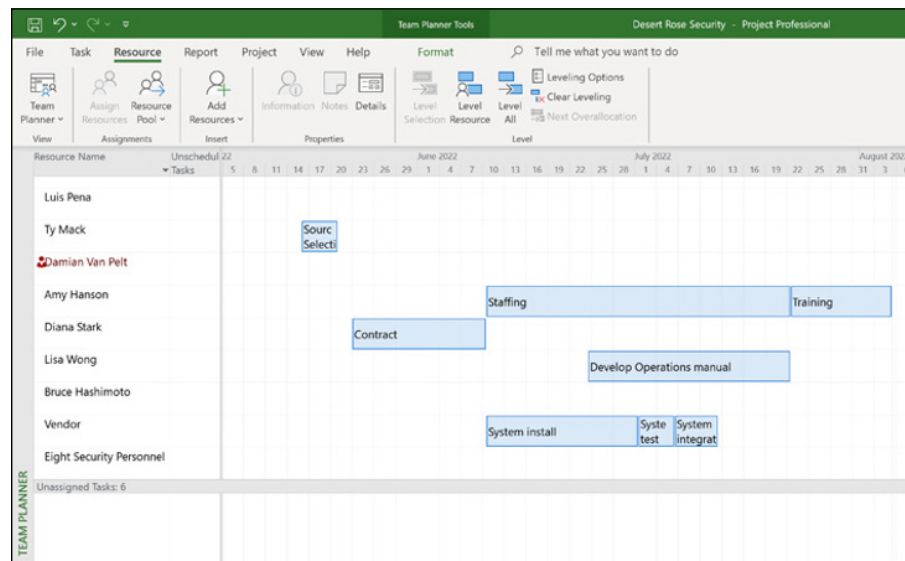 Team Planner Tools
Desert Rose Security - Project Professional
File Task Resource Report Project View Help Format Tell me what you want to do
Team Planner
Assign Resources
Resource Pool
Add Resources
Information
Notes
Details
Level Selection
Level Resource
Level All
Leveling Options
Clear Leveling
Next Overallocation
View Assignments Insert Properties Level
Resource Name Unschedul 22 June 2022 July 2022 August 202
Tasks 5 8 11 14 17 20 23 26 29 1 4 7 10 13 16 19 22 25 28 1 4 7 10 13 16 19 22 25 28 31 3
Luis Pena
Ty Mack
Sourc
Selecti
Damian Van Pelt
Amy Hanson
Staffing
Training
Diana Stark
Contract
Lisa Wong
Develop Operations manual
Bruce Hashimoto
Vendor
System install
Syste
test
System
integrat
Eight Security Personnel
Unassigned Tasks: 6
TEAM PLANNER